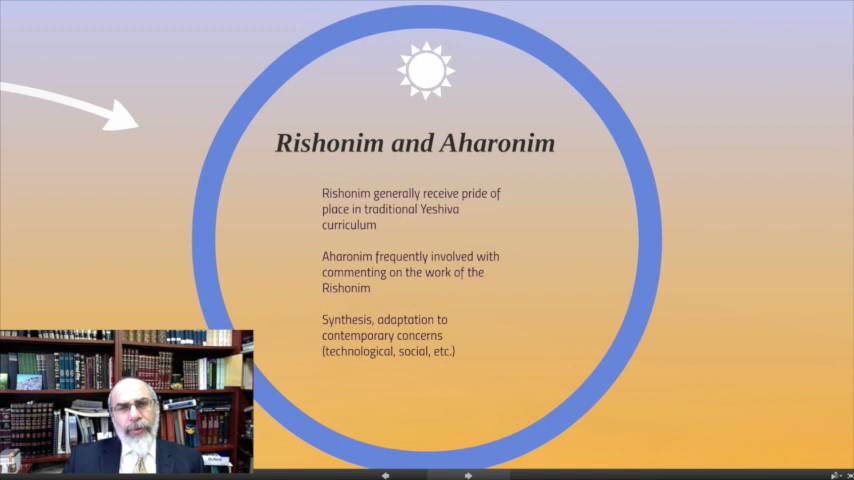 Rishonim and Aharonim
Rishonim generally receive pride of
place in traditional Yeshiva
curriculum
Aharonim frequently involved with
commenting on the work of the
Rishonim
Synthesis, adaptation to
contemporary concerns
(technological, social, etc.)